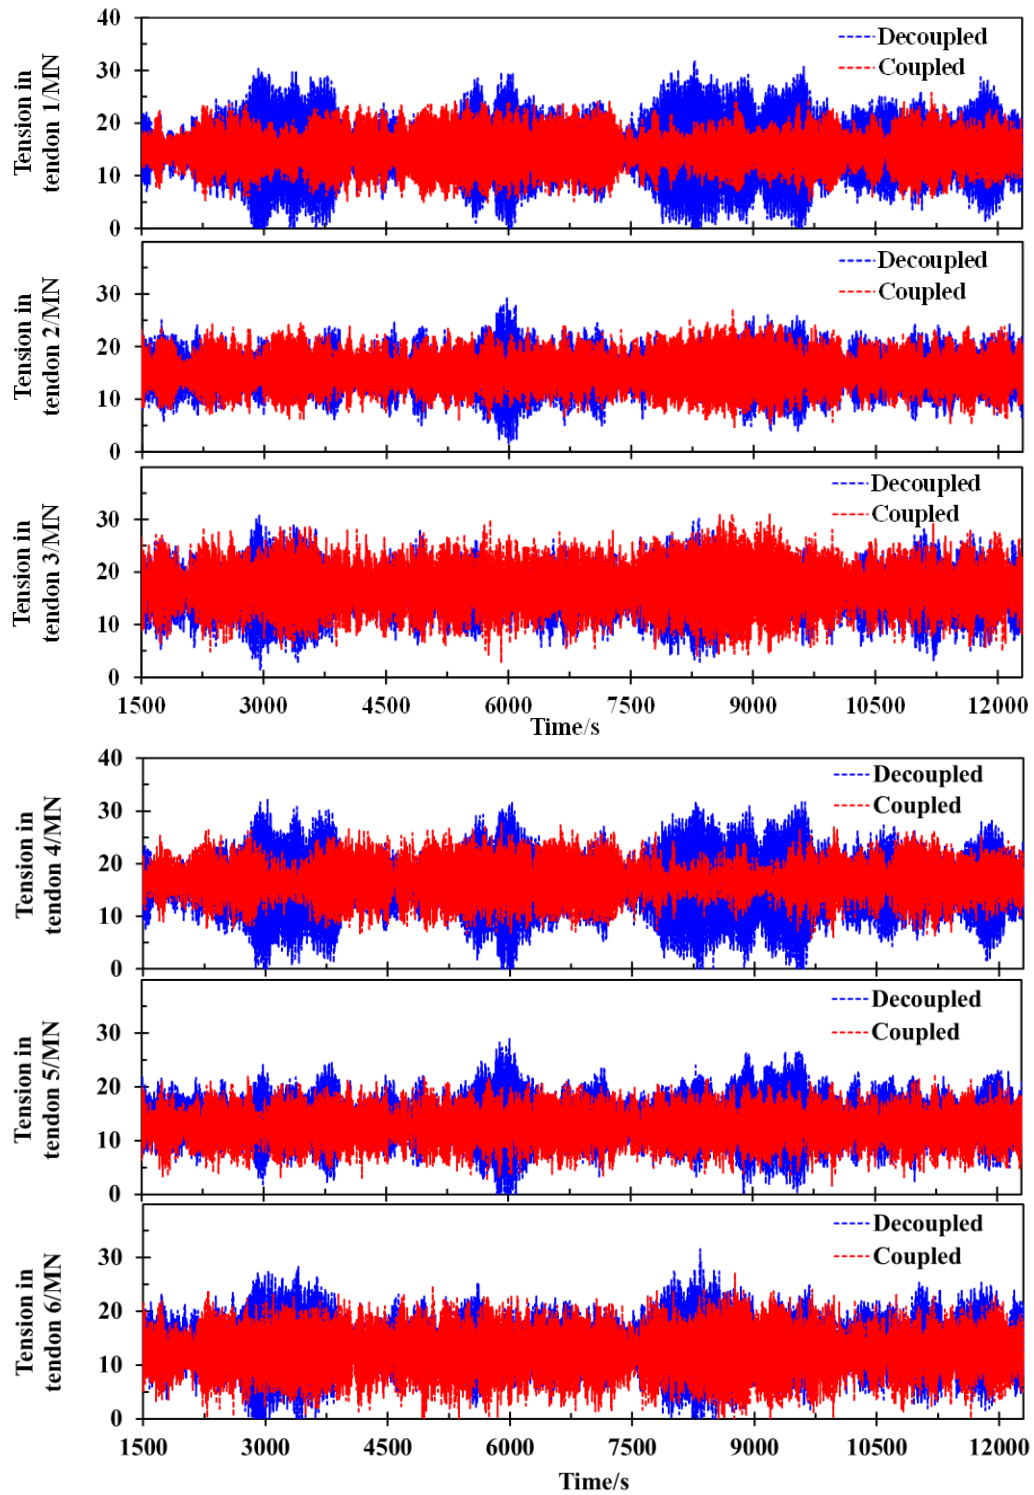 Tension in
tendon 1/MN
40
30
20
10
0
Decoupled
Coupled
Tension in
tendon 2/MN
30
20
10
0
Decoupled
Coupled
Tension in
tendon 3/MN
30
20
10
0
Decoupled
Coupled
1500 3000 4500 6000 7500 9000 10500 12000
Time/s
Tension in
tendon 4/MN
40
30
20
10
0
Decoupled
Coupled
Tension in
tendon 5/MN
30
20
10
0
Decoupled
Coupled
Tension in
tendon 6/MN
30
20
10
0
Decoupled
Coupled
1500 3000 4500 6000 7500 9000 10500 12000
Time/s